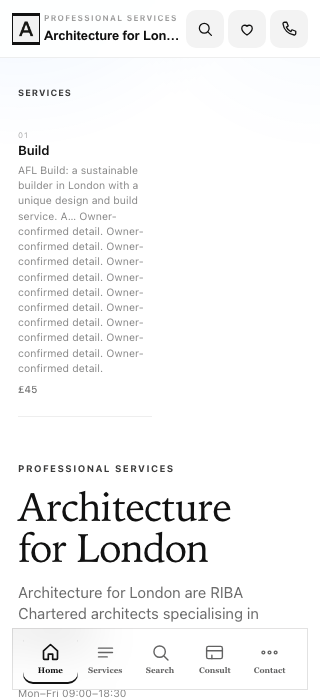 A
PROFESSIONAL SERVICES
Architecture for Lon...
SERVICES
01
Build
AFL Build: a sustainable
builder in London with a
unique design and build
service. A... Owner-
confirmed detail. Owner-
confirmed detail. Owner-
confirmed detail. Owner-
confirmed detail. Owner-
confirmed detail. Owner-
confirmed detail. Owner-
confirmed detail. Owner-
confirmed detail. Owner-
confirmed detail. Owner-
confirmed detail.
£45
PROFESSIONAL SERVICES
Architecture
for London
Architecture for London are RIBA
Chartered architects specialising in
Home
Services
Search
Consult
Contact
Mon–Fri 09:00–18:30